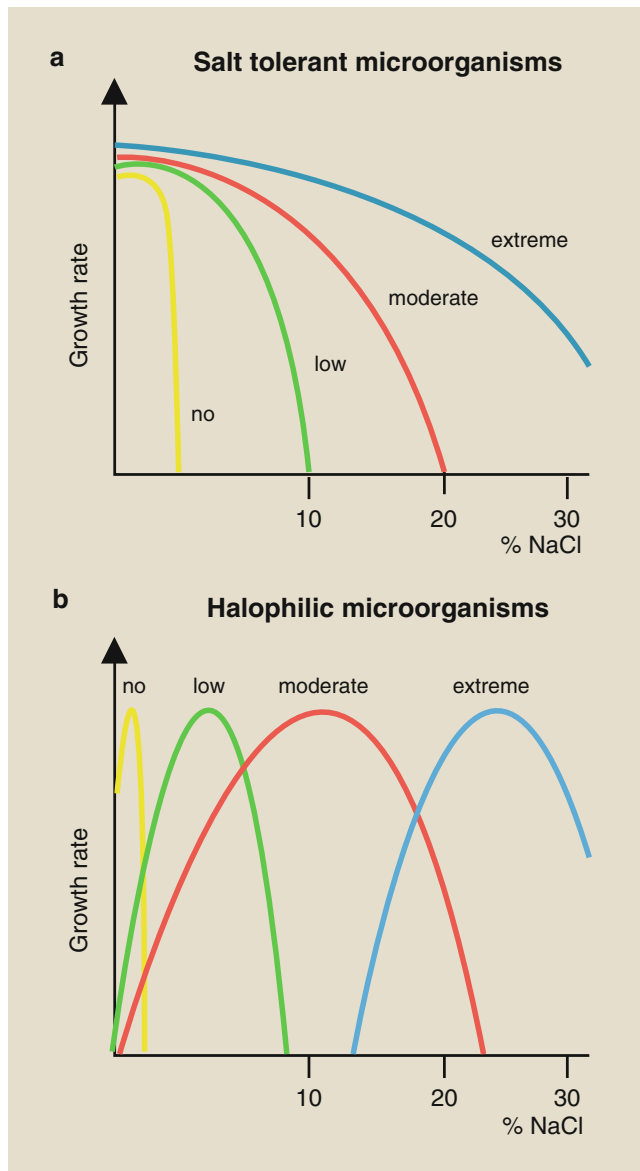 a
Salt tolerant microorganisms
Growth rate
extreme
moderate
low
no
10 20 30
% NaCl
b
Halophilic microorganisms
no low moderate extreme
Growth rate
10 20 30
% NaCl